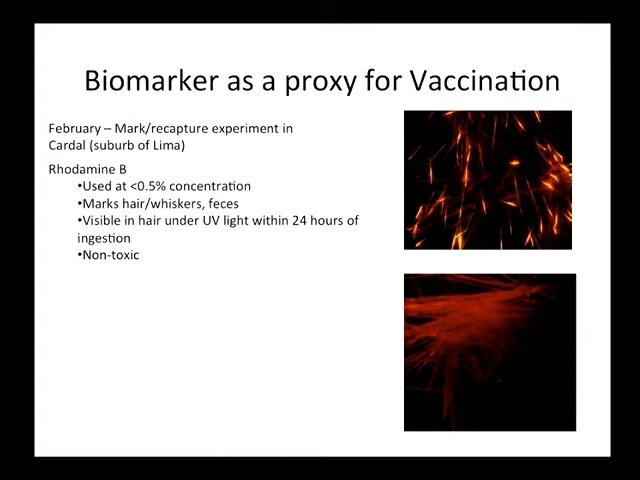 Biomarker as a proxy for Vaccination
February – Mark/recapture experiment in
Cardal (suburb of Lima)
Rhodamine B
•Used at <0.5% concentration
•Marks hair/whiskers, feces
•Visible in hair under UV light within 24 hours of
ingestion
•Non-toxic